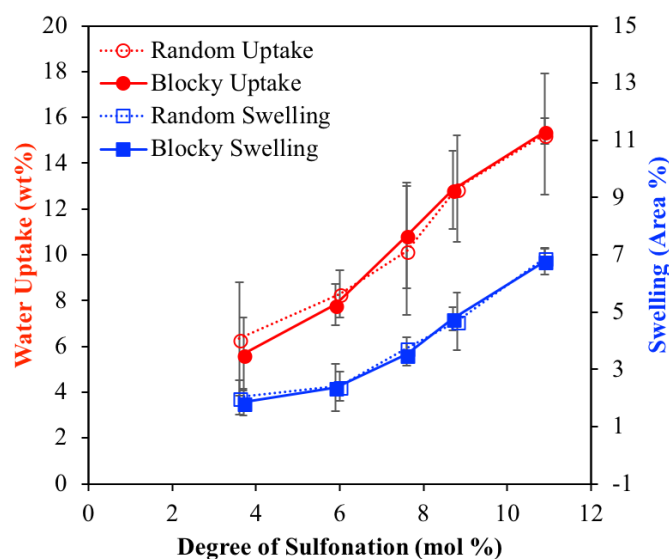 Random Uptake
Blocky Uptake
Random Swelling
Blocky Swelling
Water Uptake (wt%)
20
18
16
14
12
10
8
6
4
2
0
15
13
11
9
7
5
3
1
-1
Swelling (Area %)
0 2 4 6 8 10 12
Degree of Sulfonation (mol %)